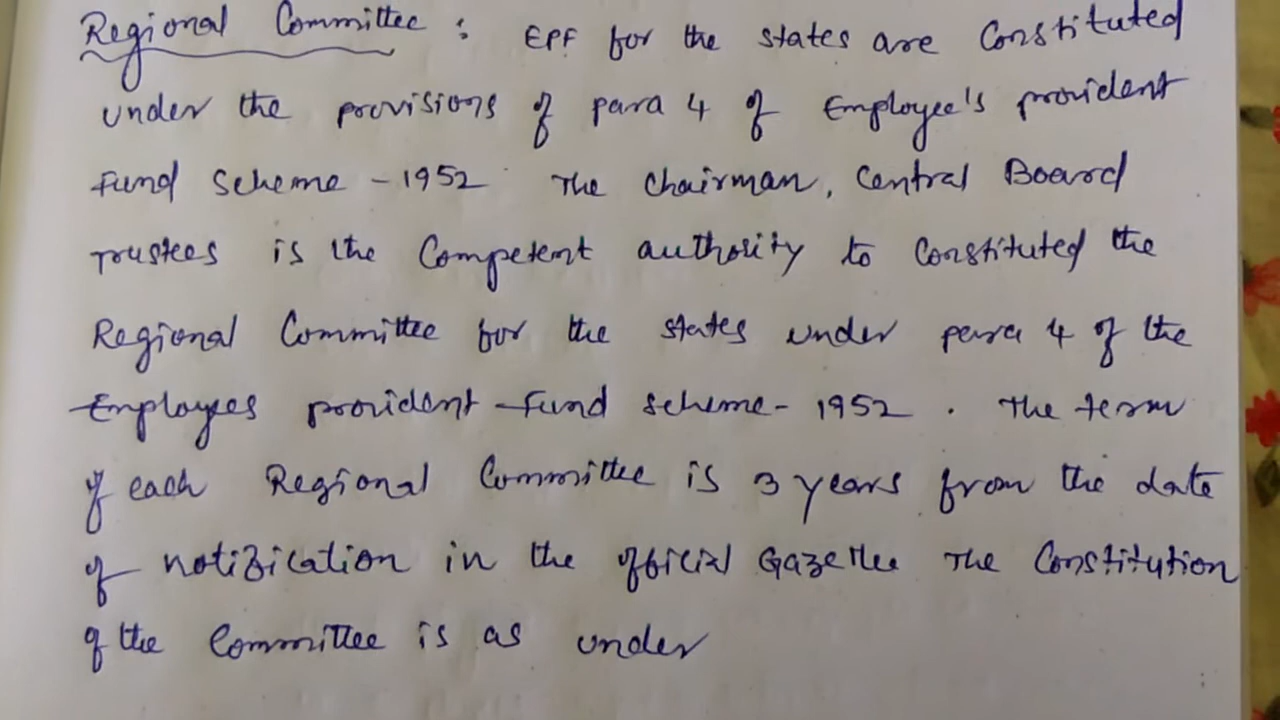 Regional Committee : EPF for the states are Constituted
under the provisions of para 4 of Employee's provident
Fund Scheme - 1952 The Chairman, Central Board
Trustees is the Competent authority to Constituted the
Regional Committee for the states under para 4 of the
Employees provident Fund Scheme - 1952 . The term
of each Regional Committee is 3 years from the date
of notification in the official Gazettee The Constitution
of the Committee is as under